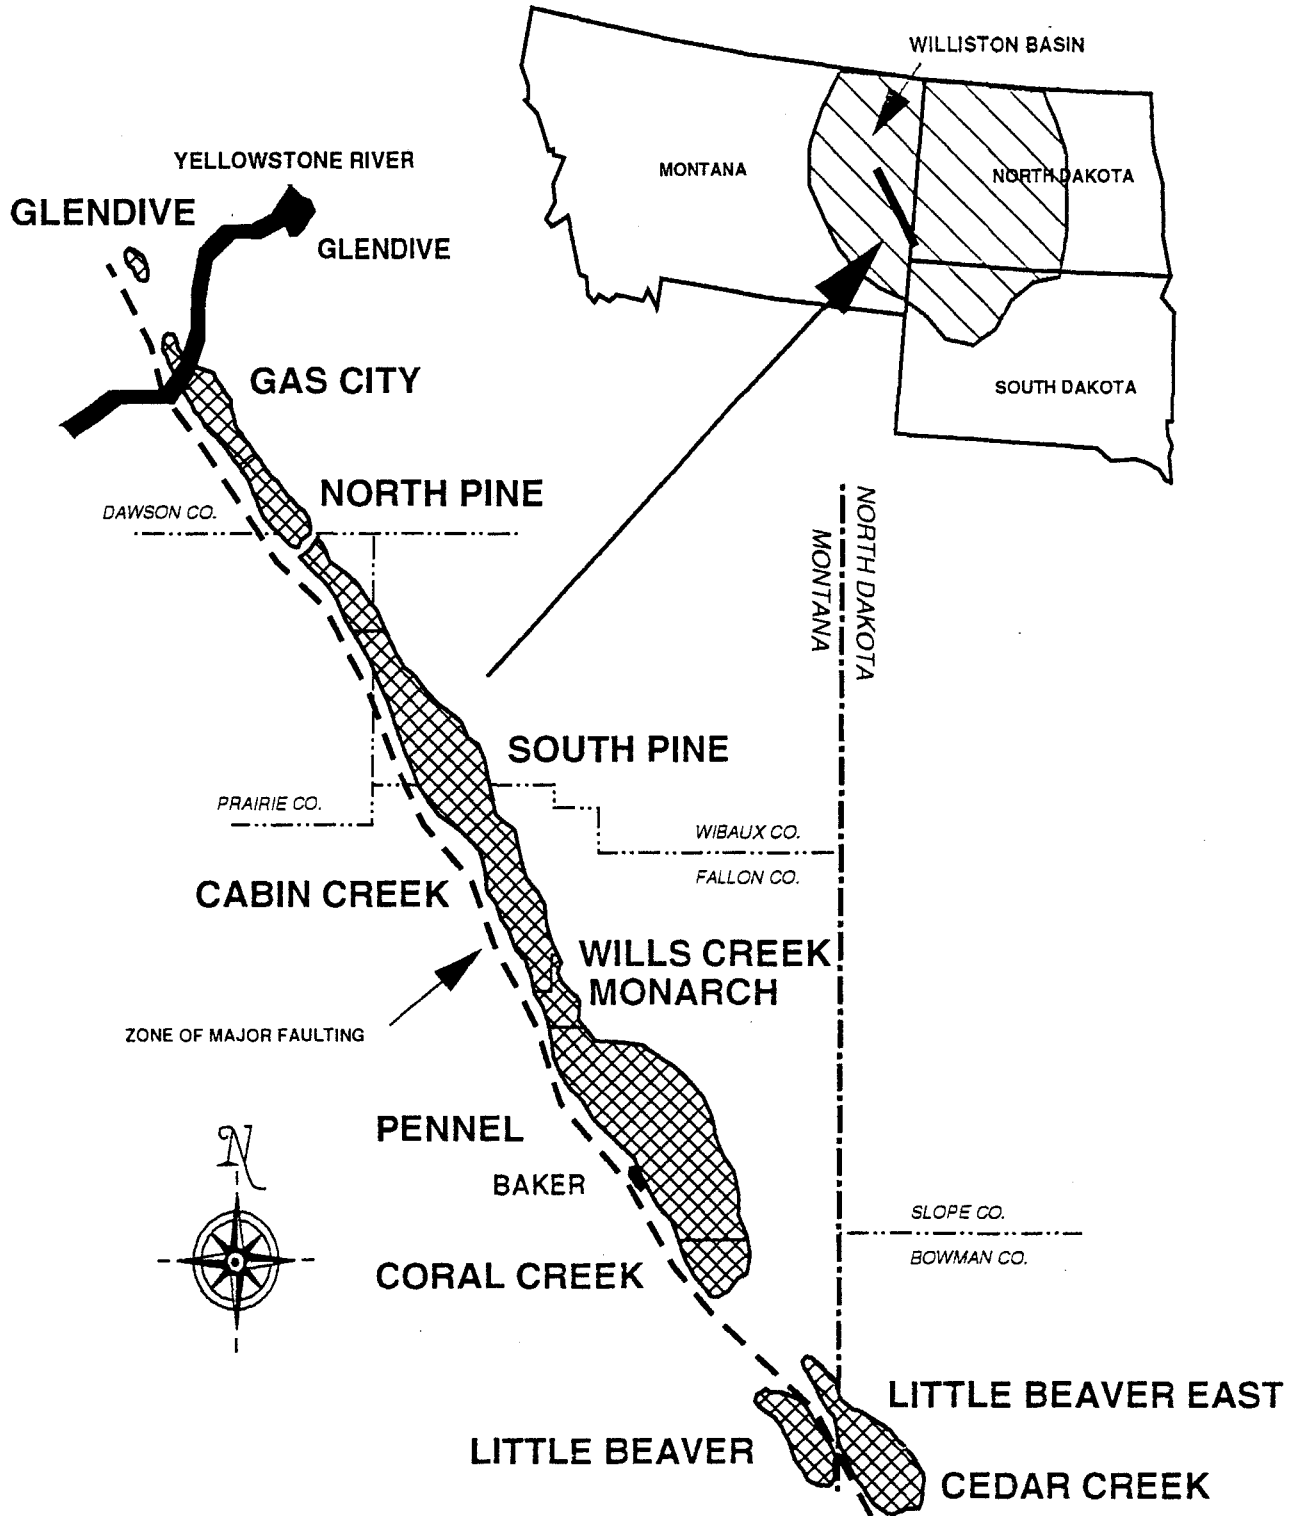 WILLISTON BASIN
YELLOWSTONE RIVER
MONTANA
NORTH DAKOTA
GLENDIVE
GLENDIVE
GAS CITY
SOUTH DAKOTA
NORTH PINE
DAWSON CO.
NORTH DAKOTA
MONTANA
SOUTH PINE
PRAIRIE CO.
WIBAUX CO.
FALLON CO.
CABIN CREEK
WILLS CREEK
MONARCH
ZONE OF MAJOR FAULTING
PENNEL
N
BAKER
SLOPE CO.
BOWMAN CO.
CORAL CREEK
LITTLE BEAVER EAST
LITTLE BEAVER
CEDAR CREEK